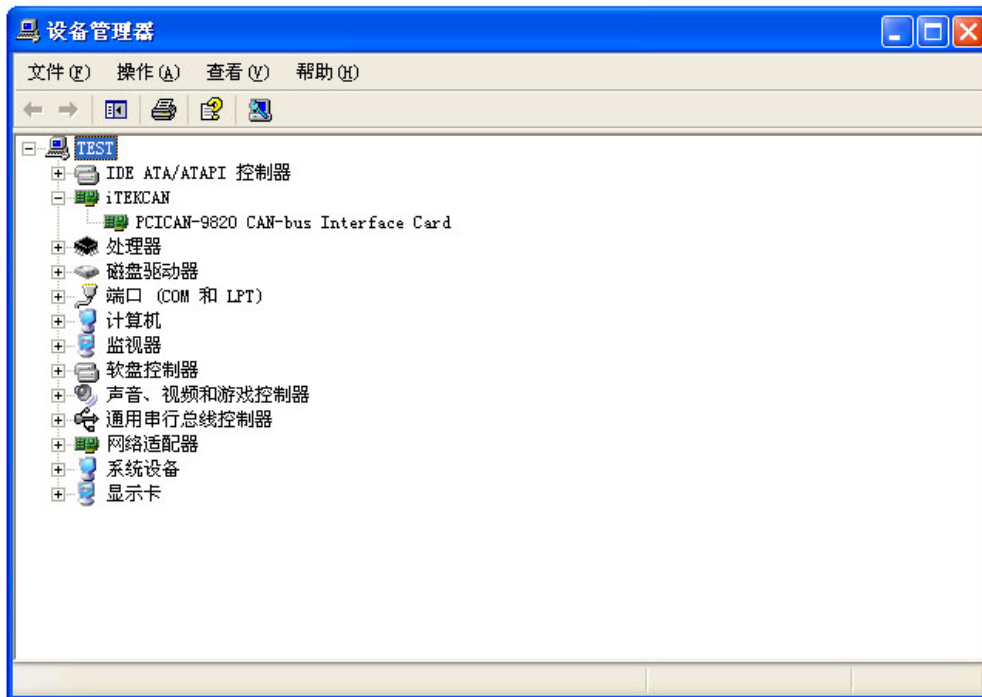 设备管理器
文件(F) 操作(A) 查看(V) 帮助(H)
TEST
IDE ATA/ATAPI 控制器
iTEKCAN
PCICAN-9820 CAN-bus Interface Card
处理器
磁盘驱动器
端口 (COM 和 LPT)
计算机
监视器
软盘控制器
声音、视频和游戏控制器
通用串行总线控制器
网络适配器
系统设备
显示卡